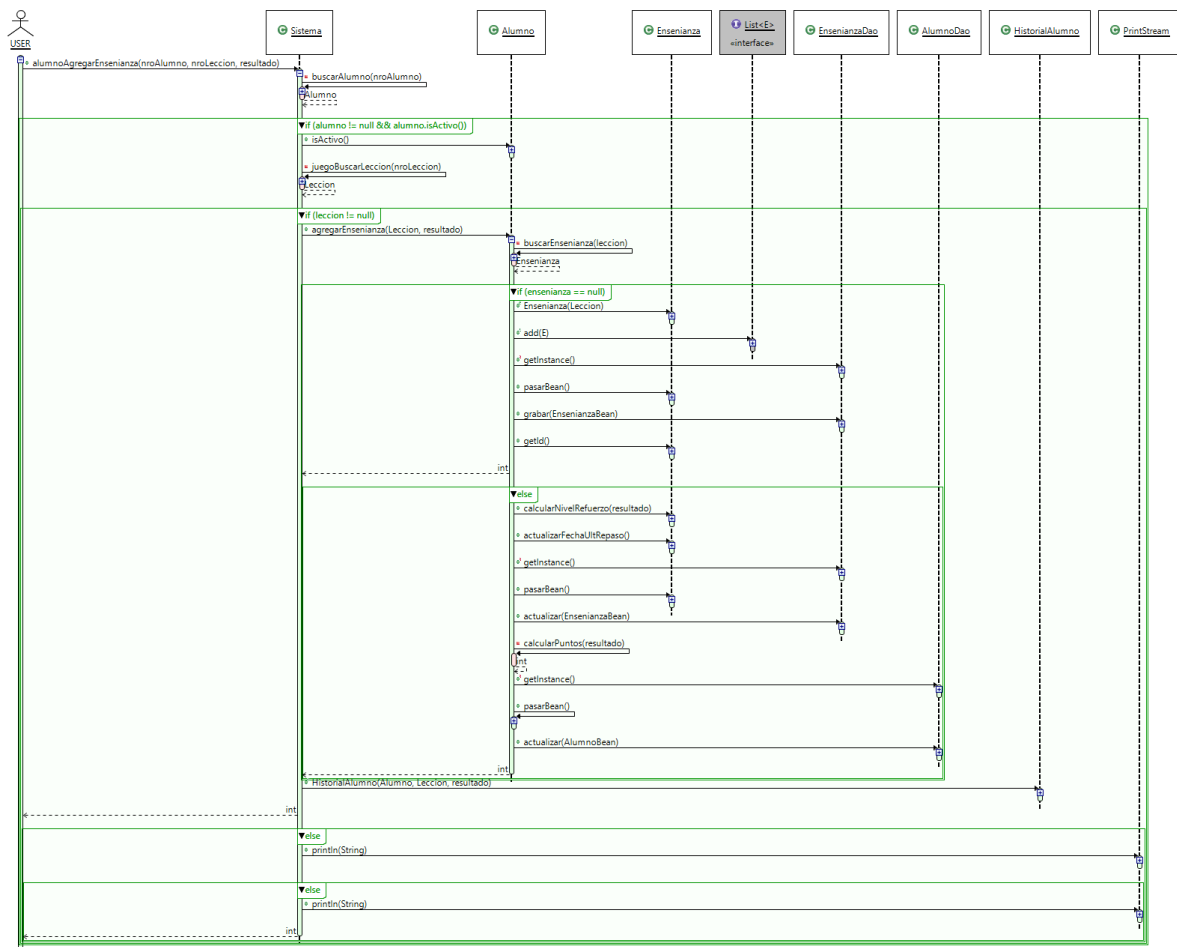 USER
Sistema
Alumno
Ensenianza
List<E>
«interface»
EnsenianzaDao
AlumnoDao
HistorialAlumno
PrintStream
alumnoAgregarEnsenianza(nroAlumno, nroLeccion, resultado)
buscarAlumno(nroAlumno)
Alumno
if (alumno != null && alumno.isActivo())
isActivo()
juegoBuscarLeccion(nroLeccion)
Leccion
if (leccion != null)
agregarEnsenianza(Leccion, resultado)
buscarEnsenianza(leccion)
Ensenianza
if (ensenianza == null)
Ensenianza(Leccion)
add(E)
getInstance()
pasarBean()
grabar(EnsenianzaBean)
getId()
int
else
calcularNivelRefuerzo(resultado)
actualizarFechaUltRepaso()
getInstance()
pasarBean()
actualizar(EnsenianzaBean)
calcularPuntos(resultado)
int
getInstance()
pasarBean()
actualizar(AlumnoBean)
int
HistorialAlumno(Alumno, Leccion, resultado)
int
else
println(String)
else
println(String)
int